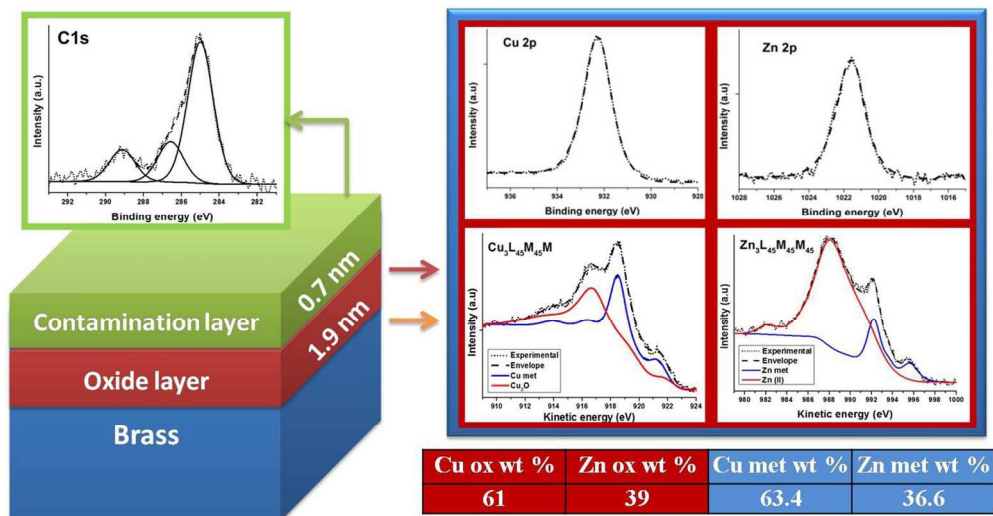 C1s
Intensity (a.u.)
292 290 288 286 284 282
Binding energy (eV)
0.7 nm
1.9 nm
Contamination layer
Oxide layer
Brass
Cu 2p
Intensity (a.u)
936 934 932 930 928
Binding energy (eV)
Zn 2p
Intensity (a.u)
1028 1026 1024 1022 1020 1018 1016
Binding energy (eV)
Cu₃L₄₅M₄₅M
Intensity (a.u)
Experimental
Envelope
Cu met
Cu₂O
910 912 914 916 918 920 922 924
Kinetic energy (eV)
Zn₃L₄₅M₄₅M₄₅
Intensity (a.u)
Experimental
Envelope
Zn met
Zn (II)
980 982 984 986 988 990 992 994 996 998 1000
Kinetic energy (eV)
Cu ox wt % Zn ox wt % Cu met wt % Zn met wt %
61 39 63.4 36.6